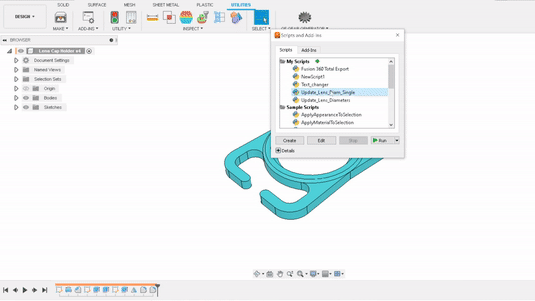 SOLID
SURFACE
MESH
SHEET METAL
PLASTIC
UTILITIES
DESIGN
MAKE
ADD-INS
UTILITY
INSPECT
SELECT
BROWSER
Lens Cap Holder v4
Document Settings
Named Views
Selection Sets
Origin
Bodies
Sketches
Scripts and Add-Ins
Scripts
Add-Ins
My Scripts
Fusion 360 Total Export
NewScript1
Text_changer
Update_Lens_Diam_Single
Update_Lens_Diameters
Sample Scripts
ApplyAppearanceToSelection
ApplyMaterialToSelection
Create
Edit
Stop
Run
Details